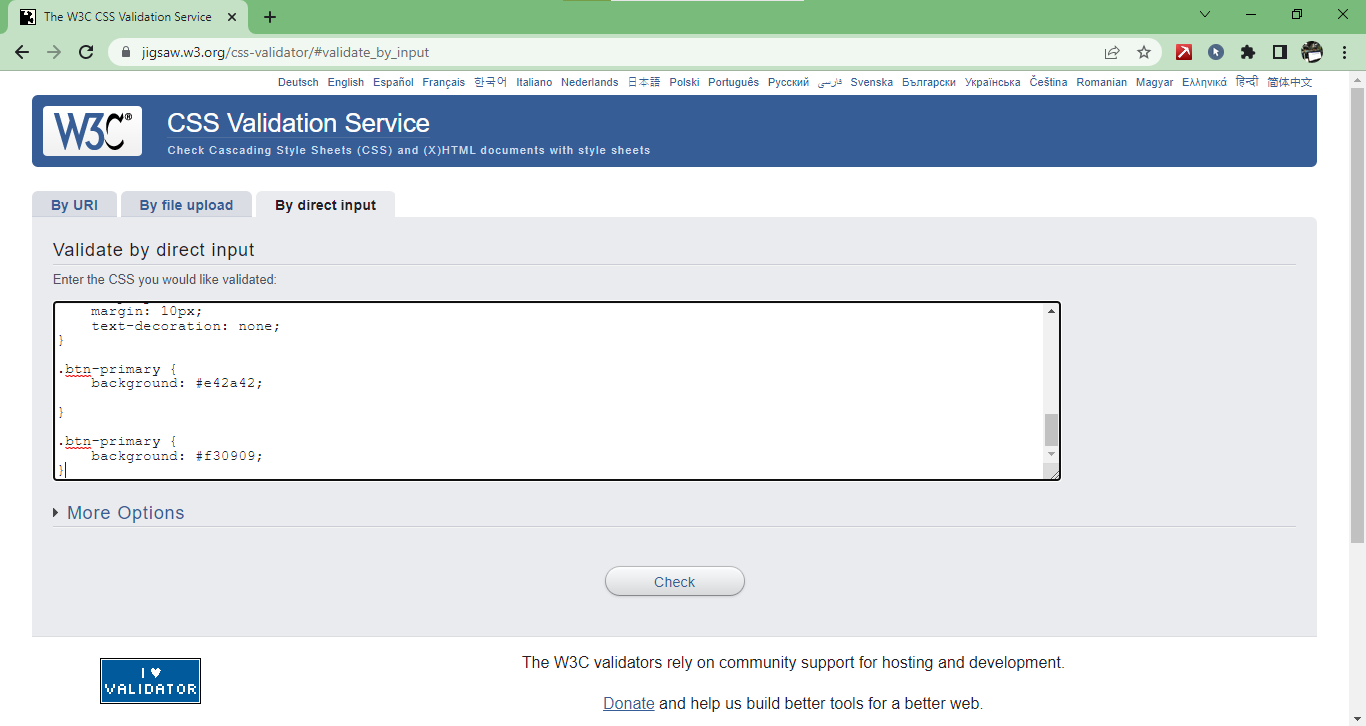 The W3C CSS Validation Service
jigsaw.w3.org/css-validator/#validate_by_input
Deutsch English Español Français 한국어 Italiano Nederlands 日本語 Polski Português Русский فارسی Svenska Български Українська Čeština Romanian Magyar Ελληνικά हिन्दी 简体中文
W3C® CSS Validation Service
Check Cascading Style Sheets (CSS) and (X)HTML documents with style sheets
By URI By file upload By direct input
Validate by direct input
Enter the CSS you would like validated:
margin: 10px;
text-decoration: none;
}
.btn-primary {
background: #e42a42;
}
.btn-primary {
background: #f30909;
}
More Options
Check
I ♥
VALIDATOR
The W3C validators rely on community support for hosting and development.
Donate and help us build better tools for a better web.